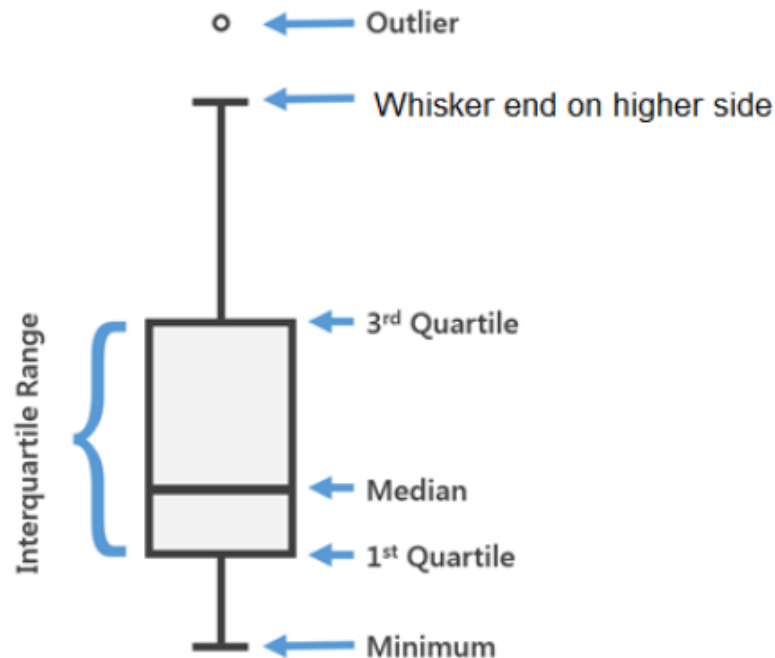 Outlier
Whisker end on higher side
3rd Quartile
Interquartile Range
Median
1st Quartile
Minimum